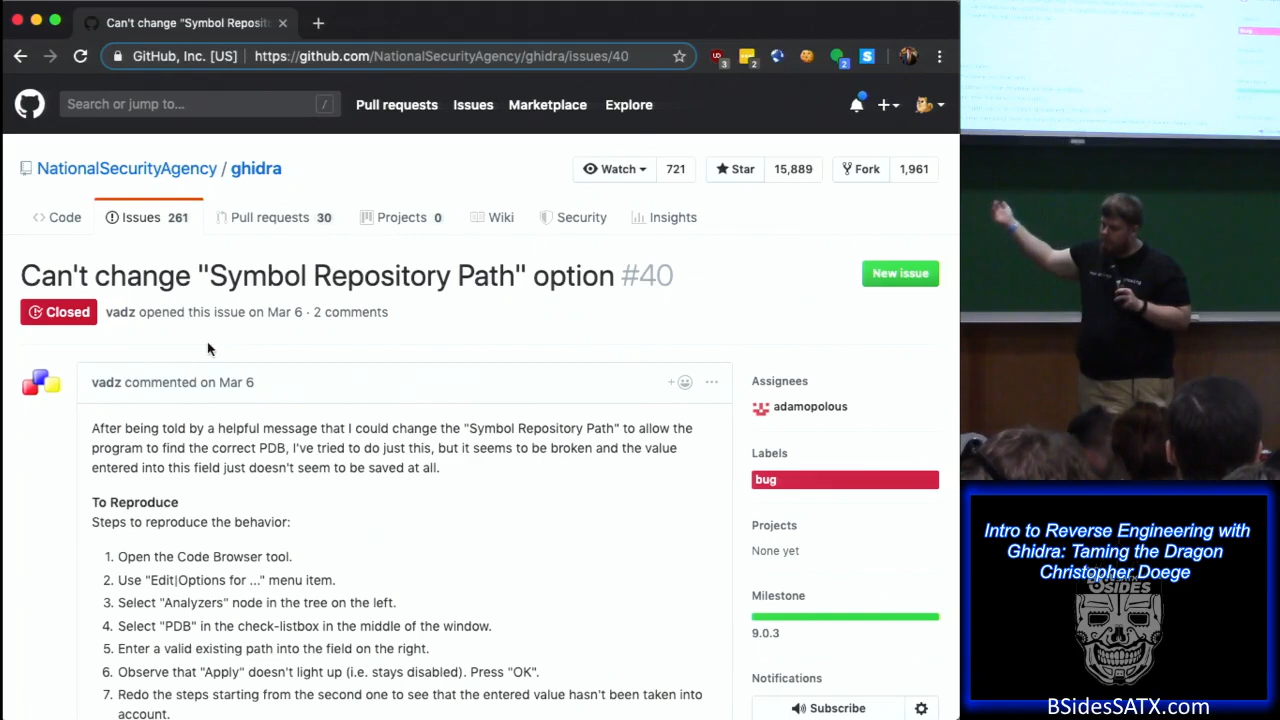 Can't change "Symbol Reposit
GitHub, Inc. [US]
https://github.com/NationalSecurityAgency/ghidra/issues/40
3
2
2
Search or jump to...
/
Pull requests
Issues
Marketplace
Explore
NationalSecurityAgency / ghidra
Watch
721
Star
15,889
Fork
1,961
Code
Issues 261
Pull requests 30
Projects 0
Wiki
Security
Insights
Can't change "Symbol Repository Path" option #40
New issue
Closed
vadz opened this issue on Mar 6 · 2 comments
vadz commented on Mar 6
After being told by a helpful message that I could change the "Symbol Repository Path" to allow the
program to find the correct PDB, I've tried to do just this, but it seems to be broken and the value
entered into this field just doesn't seem to be saved at all.
To Reproduce
Steps to reproduce the behavior:
1. Open the Code Browser tool.
2. Use "Edit|Options for ..." menu item.
3. Select "Analyzers" node in the tree on the left.
4. Select "PDB" in the check-listbox in the middle of the window.
5. Enter a valid existing path into the field on the right.
6. Observe that "Apply" doesn't light up (i.e. stays disabled). Press "OK".
7. Redo the steps starting from the second one to see that the entered value hasn't been taken into
account.
Assignees
adamopolous
Labels
bug
Projects
None yet
Milestone
9.0.3
Notifications
Subscribe
Intro to Reverse Engineering with
Ghidra: Taming the Dragon
Christopher Doege
BSIDES
BSidesSATX.com